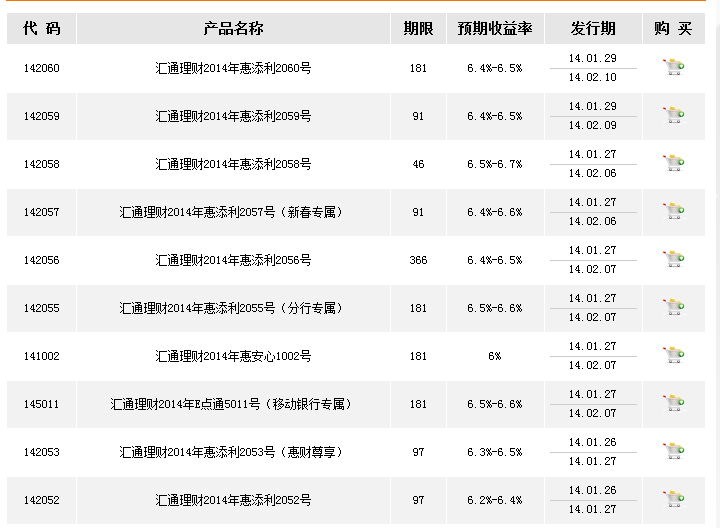 代 码 产品名称 期限 预期收益率 发行期 购 买
142060 汇通理财2014年惠添利2060号 181 6.4%-6.5% 14.01.29
14.02.10
142059 汇通理财2014年惠添利2059号 91 6.4%-6.5% 14.01.29
14.02.09
142058 汇通理财2014年惠添利2058号 46 6.5%-6.7% 14.01.27
14.02.06
142057 汇通理财2014年惠添利2057号（新春专属） 91 6.4%-6.6% 14.01.27
14.02.06
142056 汇通理财2014年惠添利2056号 366 6.4%-6.5% 14.01.27
14.02.07
142055 汇通理财2014年惠添利2055号（分行专属） 181 6.5%-6.6% 14.01.27
14.02.07
141002 汇通理财2014年惠安心1002号 181 6% 14.01.27
14.02.07
145011 汇通理财2014年E点通5011号（移动银行专属） 181 6.5%-6.6% 14.01.27
14.02.07
142053 汇通理财2014年惠添利2053号（惠财尊享） 97 6.3%-6.5% 14.01.26
14.01.27
142052 汇通理财2014年惠添利2052号 97 6.2%-6.4% 14.01.26
14.01.27